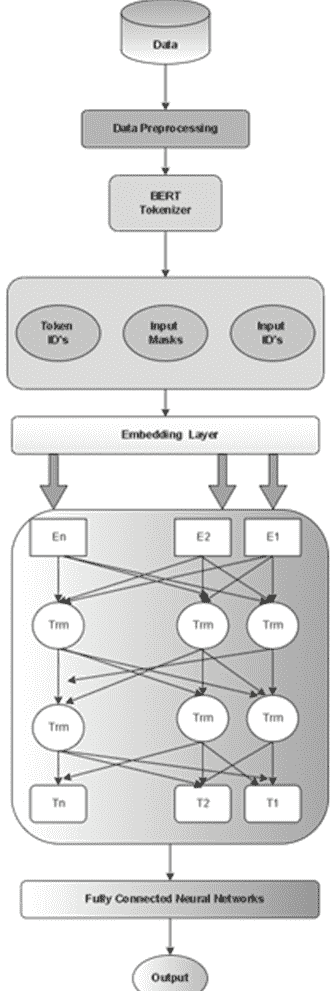 Data
Data Preprocessing
BERT
Tokenizer
Token
ID's
Input
Masks
Input
ID's
Embedding Layer
En
E2
E1
Trm
Trm
Trm
Trm
Trm
Trm
Tn
T2
T1
Fully Connected Neural Networks
Output